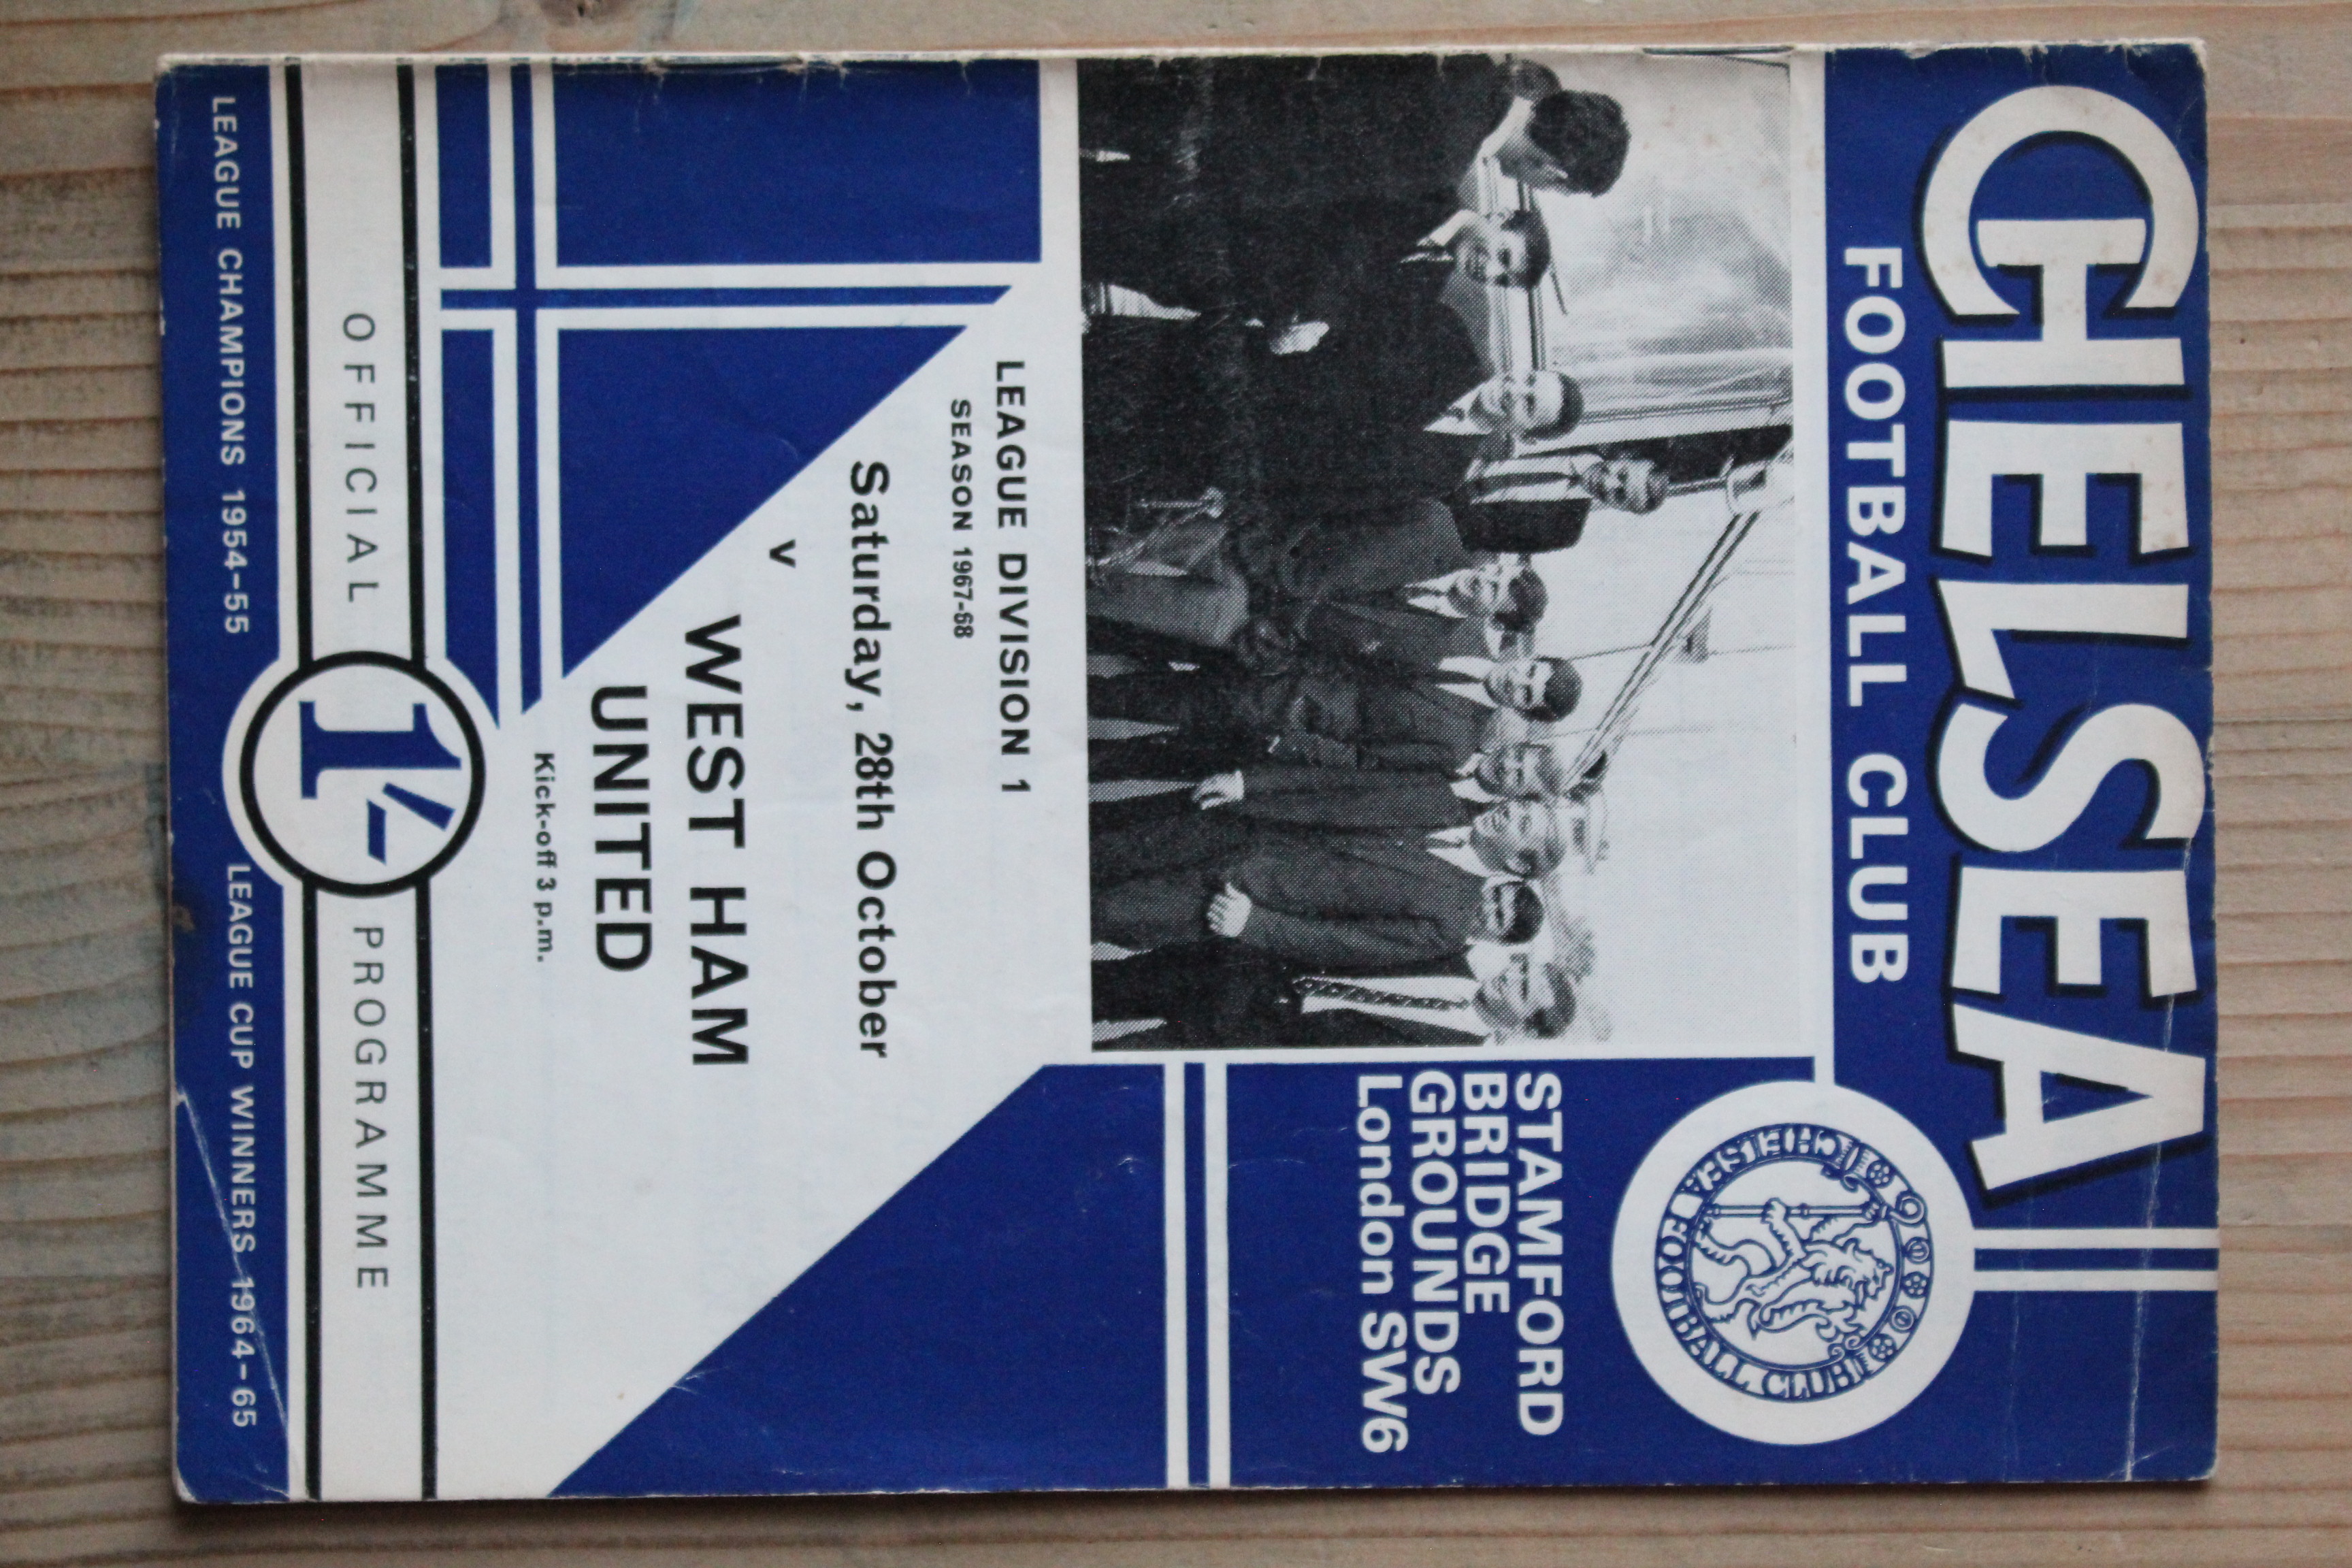 CHELSEA
FOOTBALL CLUB
CHELSEA FOOTBALL CLUB
STAMFORD
BRIDGE
GROUNDS
London SW6
LEAGUE DIVISION 1
SEASON 1967-68
Saturday, 28th October
v
WEST HAM
UNITED
Kick-off 3 p.m.
OFFICIAL 1/- PROGRAMME
LEAGUE CHAMPIONS 1954-55 LEAGUE CUP WINNERS 1964-65